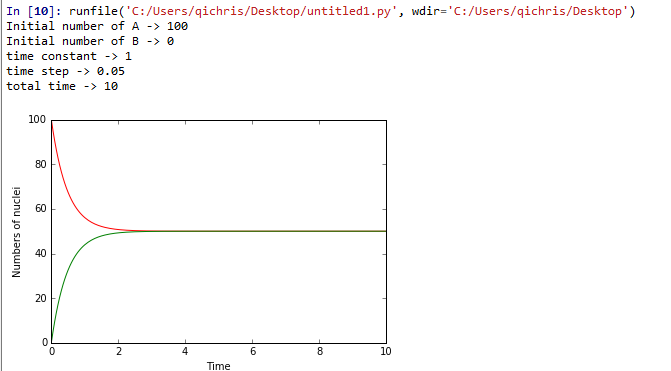 In [10]: runfile('C:/Users/qichris/Desktop/untitled1.py', wdir='C:/Users/qichris/Desktop')
Initial number of A -> 100
Initial number of B -> 0
time constant -> 1
time step -> 0.05
total time -> 10
100
80
60
40
20
0
Numbers of nuclei
0 2 4 6 8 10
Time